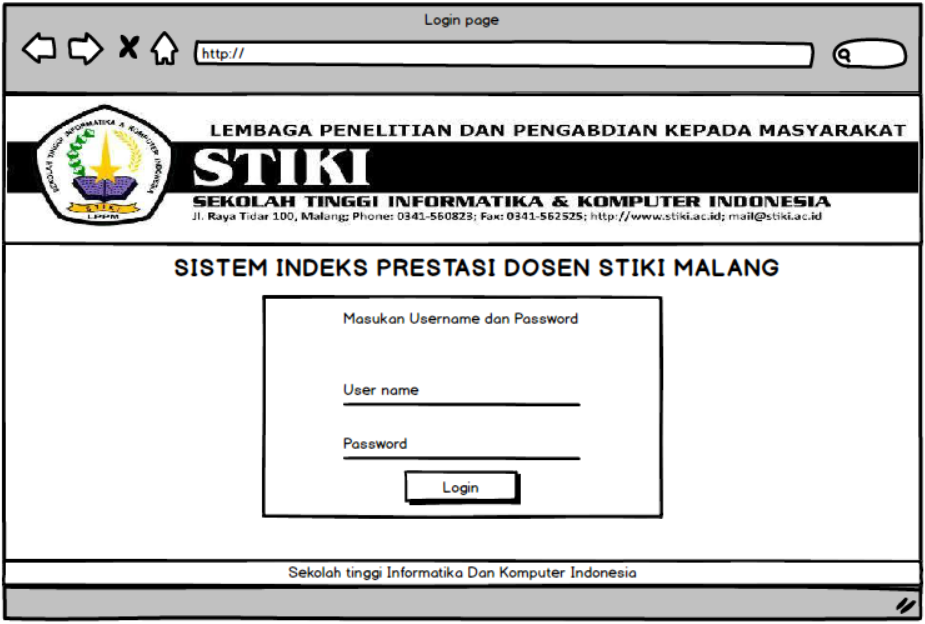 Login page
http://
SEKOLAH TINGGI INFORMATIKA & KOMPUTER INDONESIA
STIKI
LPPM
LEMBAGA PENELITIAN DAN PENGABDIAN KEPADA MASYARAKAT
STIKI
SEKOLAH TINGGI INFORMATIKA & KOMPUTER INDONESIA
Jl. Raya Tidar 100, Malang; Phone: 0341-560823; Fax: 0341-562525; http://www.stiki.ac.id; mail@stiki.ac.id
SISTEM INDEKS PRESTASI DOSEN STIKI MALANG
Masukan Username dan Password
User name
Password
Login
Sekolah tinggi Informatika Dan Komputer Indonesia